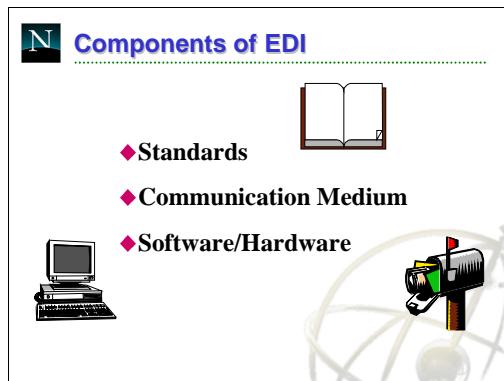 N
Components of EDI
◆Standards
◆Communication Medium
◆Software/Hardware